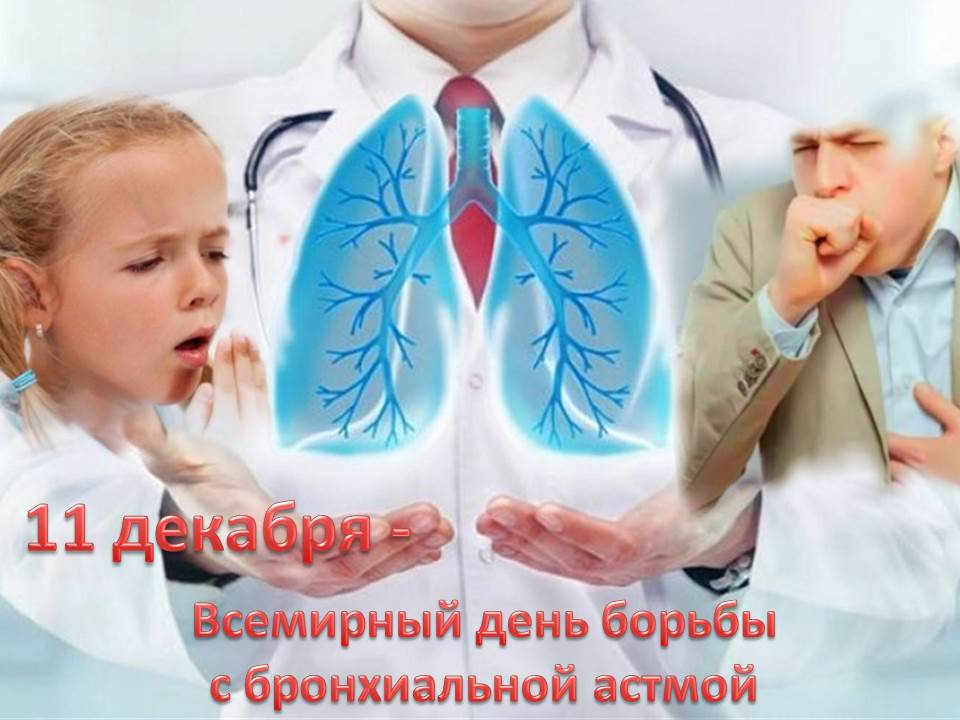 11 декабря -
Всемирный день борьбы
с бронхиальной астмой